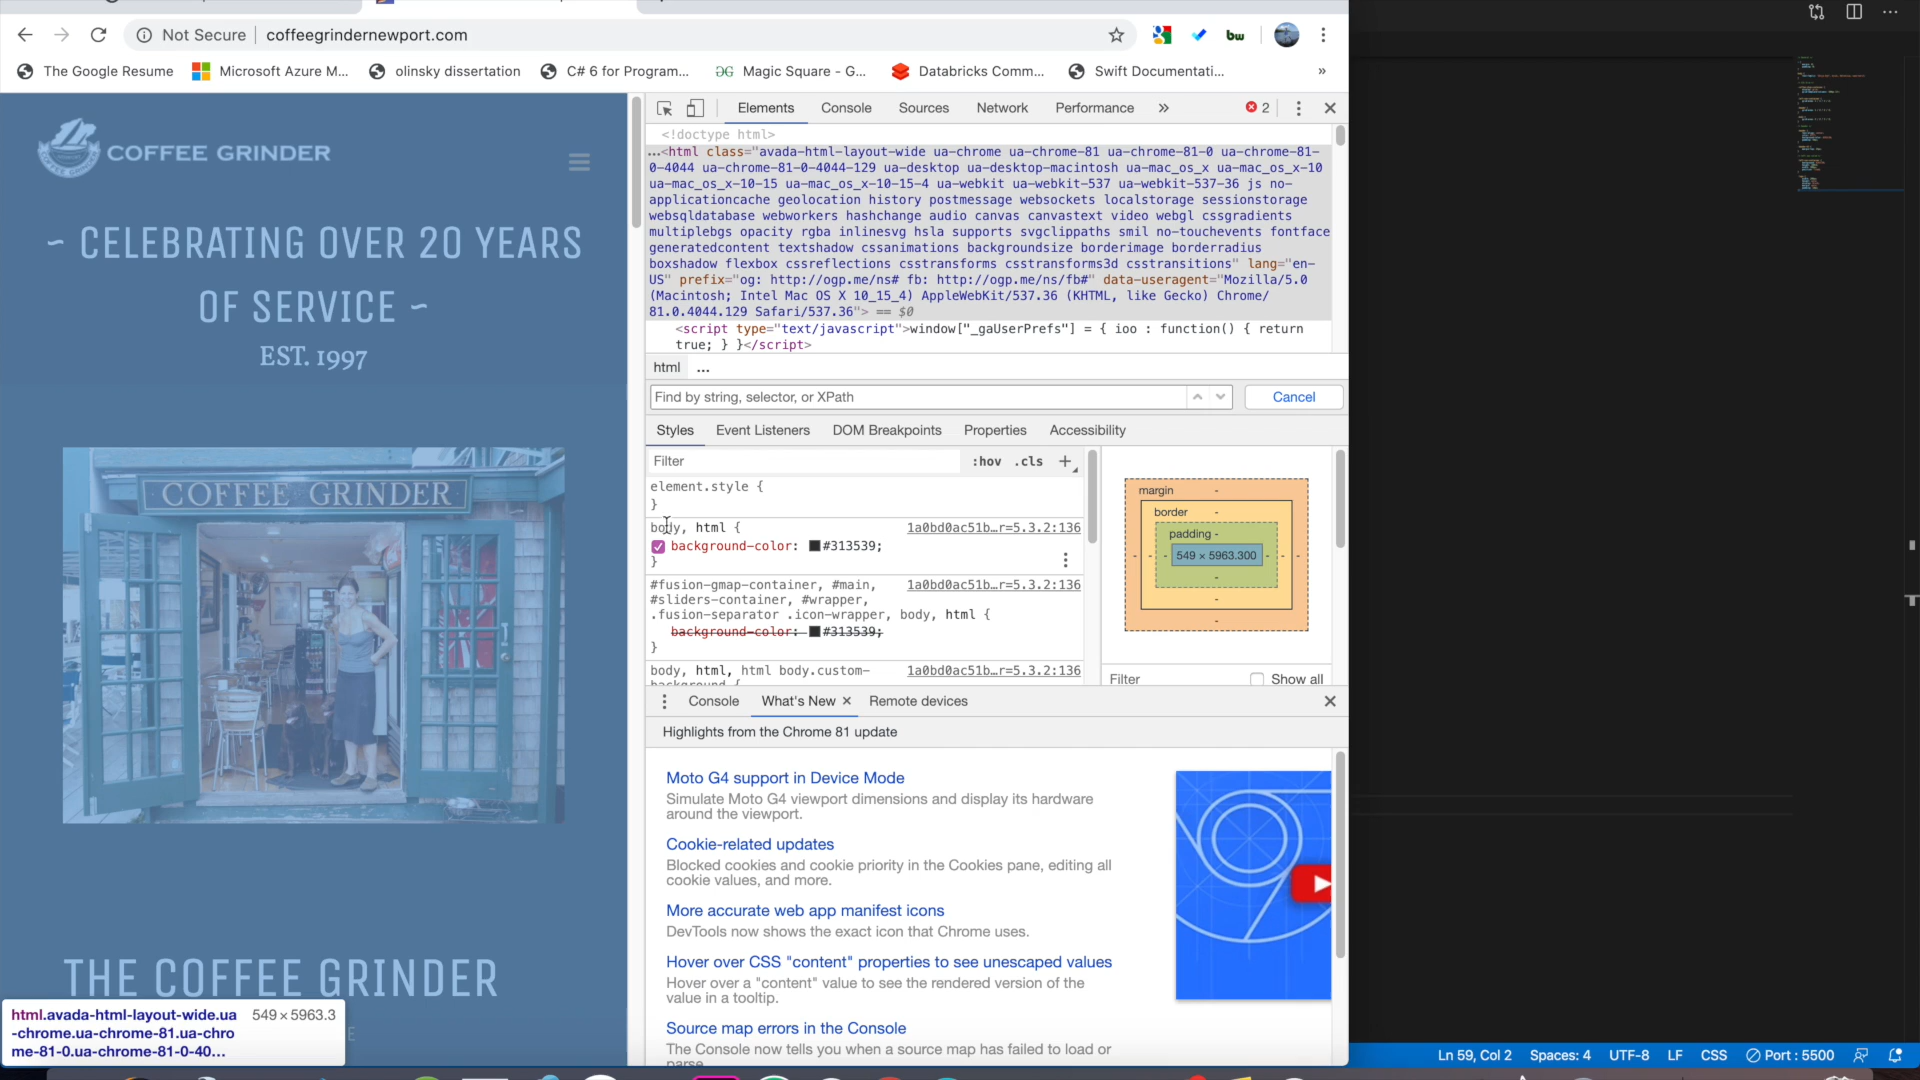 Not Secure | coffeegrindernewport.com
bw
The Google Resume
Microsoft Azure M...
olinsky dissertation
C# 6 for Program...
Magic Square - G...
Databricks Comm...
Swift Documentati...
»
COFFEE GRINDER
~ CELEBRATING OVER 20 YEARS
OF SERVICE ~
EST. 1997
COFFEE GRINDER
THE COFFEE GRINDER
html.avada-html-layout-wide.ua
-chrome.ua-chrome-81.ua-chro
me-81-0.ua-chrome-81-0-40...
549 × 5963.3
Elements Console Sources Network Performance » 2
<!doctype html>
...<html class="avada-html-layout-wide ua-chrome ua-chrome-81 ua-chrome-81-0 ua-chrome-81-
0-4044 ua-chrome-81-0-4044-129 ua-desktop ua-desktop-macintosh ua-mac_os_x ua-mac_os_x-10
ua-mac_os_x-10-15 ua-mac_os_x-10-15-4 ua-webkit ua-webkit-537 ua-webkit-537-36 js no-
applicationcache geolocation history postmessage websockets localstorage sessionstorage
websqldatabase webworkers hashchange audio canvas canvastext video webgl cssgradients
multiplebgs opacity rgba inlinesvg hsla supports svgclippaths smil no-touchevents fontface
generatedcontent textshadow cssanimations backgroundsize borderimage borderradius
boxshadow flexbox cssreflections csstransforms csstransforms3d csstransitions" lang="en-
US" prefix="og: http://ogp.me/ns# fb: http://ogp.me/ns/fb#" data-useragent="Mozilla/5.0
(Macintosh; Intel Mac OS X 10_15_4) AppleWebKit/537.36 (KHTML, like Gecko) Chrome/
81.0.4044.129 Safari/537.36"> == $0
<script type="text/javascript">window["_gaUserPrefs"] = { ioo : function() { return
true; } }</script>
html ...
Find by string, selector, or XPath
Cancel
Styles Event Listeners DOM Breakpoints Properties Accessibility
Filter :hov .cls +
element.style {
}
body, html { 1a0bd0ac51b…r=5.3.2:136
background-color: #313539;
}
#fusion-gmap-container, #main, 1a0bd0ac51b…r=5.3.2:136
#sliders-container, #wrapper,
.fusion-separator .icon-wrapper, body, html {
background-color: #313539;
}
body, html, html body.custom- 1a0bd0ac51b…r=5.3.2:136
background {
margin -
border -
padding -
549 × 5963.300
- - - - - -
-
-
-
Filter Show all
Console What's New × Remote devices
Highlights from the Chrome 81 update
Moto G4 support in Device Mode
Simulate Moto G4 viewport dimensions and display its hardware
around the viewport.
Cookie-related updates
Blocked cookies and cookie priority in the Cookies pane, editing all
cookie values, and more.
More accurate web app manifest icons
DevTools now shows the exact icon that Chrome uses.
Hover over CSS "content" properties to see unescaped values
Hover over a "content" value to see the rendered version of the
value in a tooltip.
Source map errors in the Console
The Console now tells you when a source map has failed to load or
parse.
Ln 59, Col 2 Spaces: 4 UTF-8 LF CSS Port : 5500